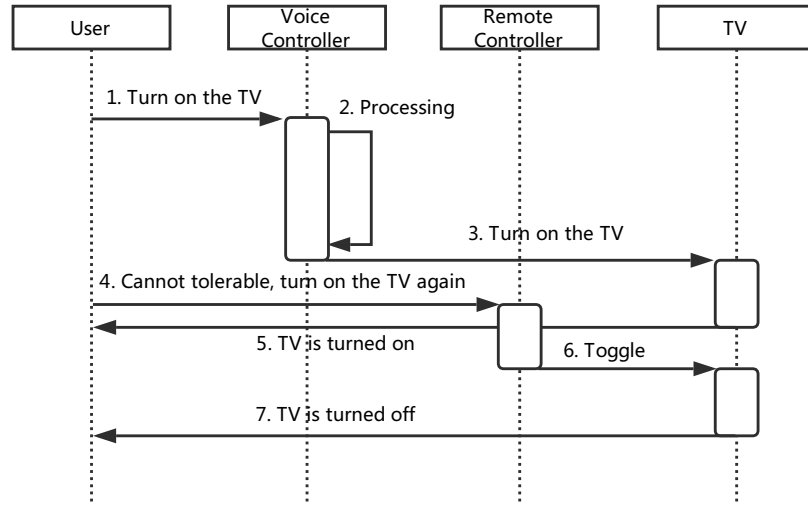 User
Voice
Controller
Remote
Controller
TV
1. Turn on the TV
2. Processing
3. Turn on the TV
4. Cannot tolerable, turn on the TV again
5. TV is turned on
6. Toggle
7. TV is turned off